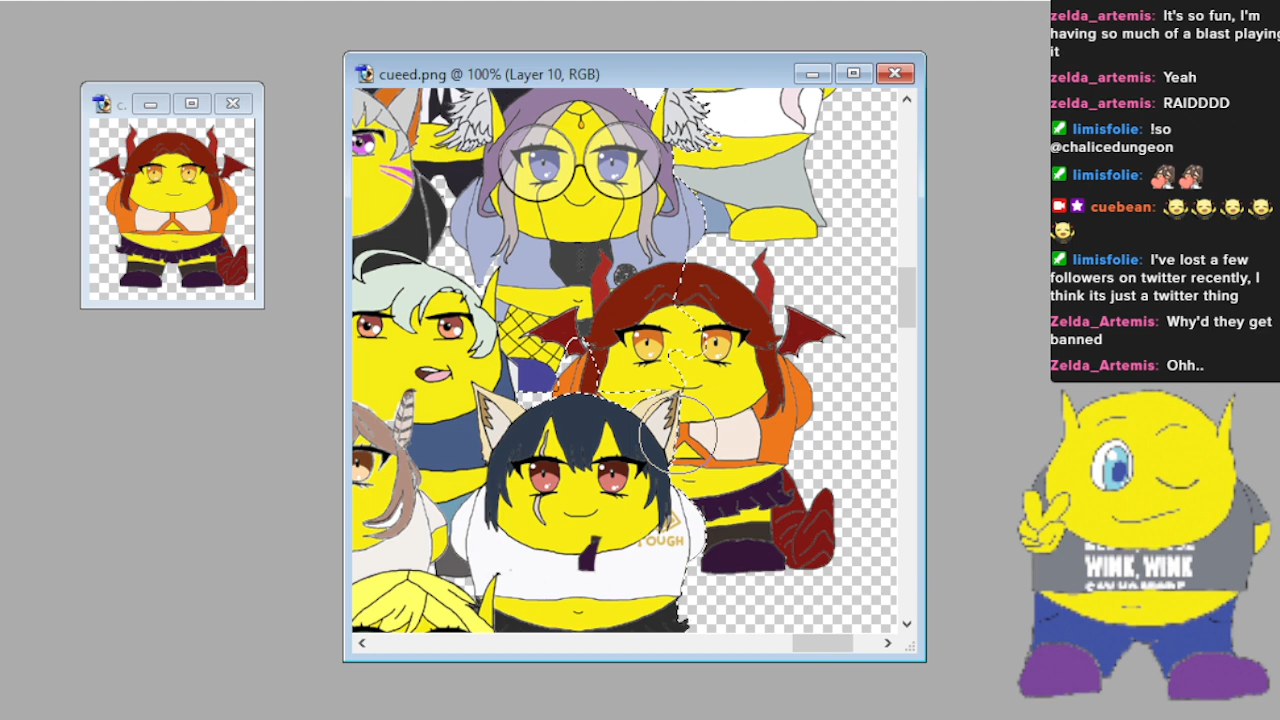 c.
cueed.png @ 100% (Layer 10, RGB)
OUGH
zelda_artemis: It's so fun, I'm
having so much of a blast playing
it
zelda_artemis: Yeah
zelda_artemis: RAIDDDD
limisfolie: !so
@chalicedungeon
limisfolie:
cuebean:
limisfolie: I've lost a few
followers on twitter recently, I
think its just a twitter thing
Zelda_Artemis: Why'd they get
banned
Zelda_Artemis: Ohh..
WINK, WINK